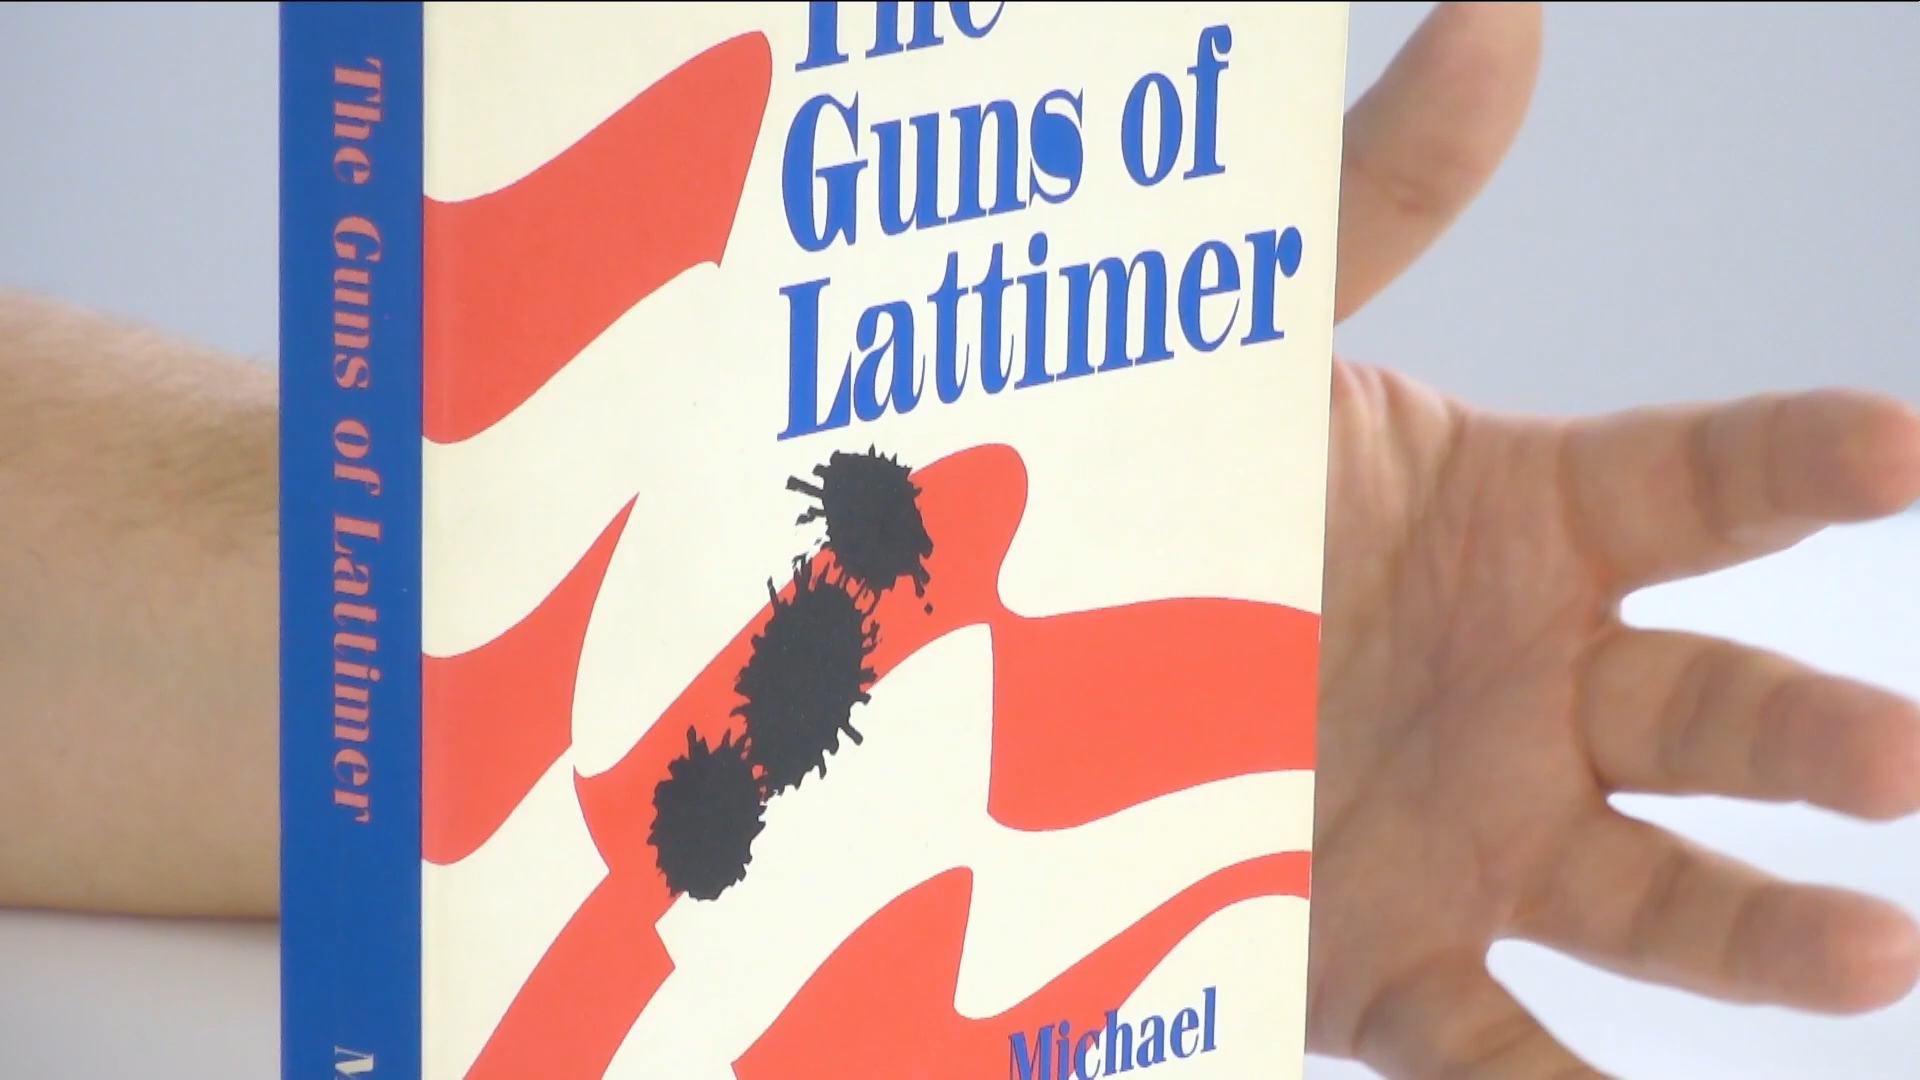 The Guns of Lattimer
The
Guns of
Lattimer
Michael